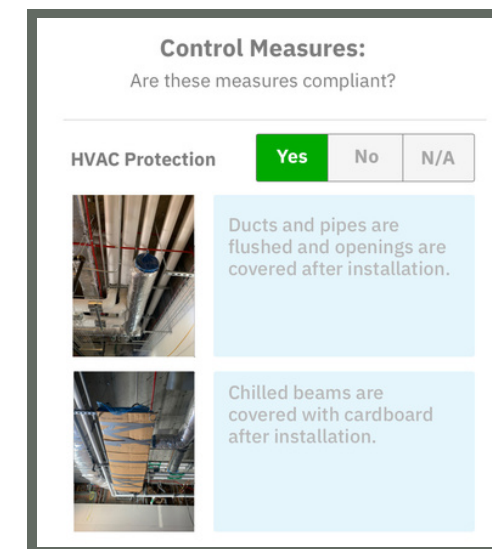 Control Measures:
Are these measures compliant?
HVAC Protection
Yes
No
N/A
Ducts and pipes are
flushed and openings are
covered after installation.
Chilled beams are
covered with cardboard
after installation.